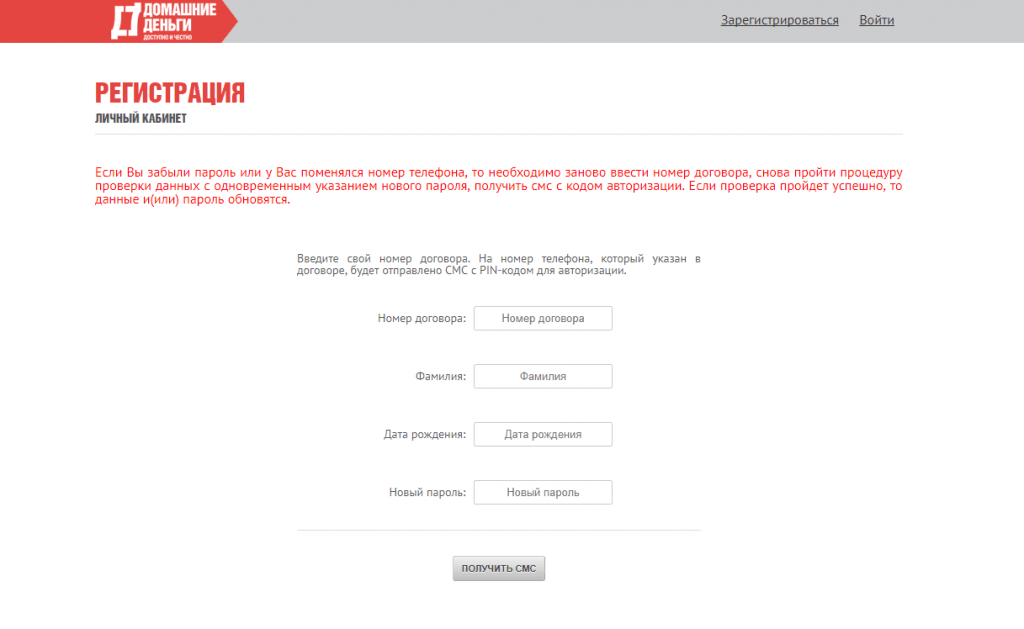 ДОМАШНИЕ
ДЕНЬГИ
ДОСТУПНО И ЧЕСТНО
Зарегистрироваться Войти
РЕГИСТРАЦИЯ
ЛИЧНЫЙ КАБИНЕТ
Если Вы забыли пароль или у Вас поменялся номер телефона, то необходимо заново ввести номер договора, снова пройти процедуру
проверки данных с одновременным указанием нового пароля, получить смс с кодом авторизации. Если проверка пройдет успешно, то
данные и(или) пароль обновятся.
Введите свой номер договора. На номер телефона, который указан в
договоре, будет отправлено СМС с PIN-кодом для авторизации.
Номер договора: Номер договора
Фамилия: Фамилия
Дата рождения: Дата рождения
Новый пароль: Новый пароль
ПОЛУЧИТЬ СМС